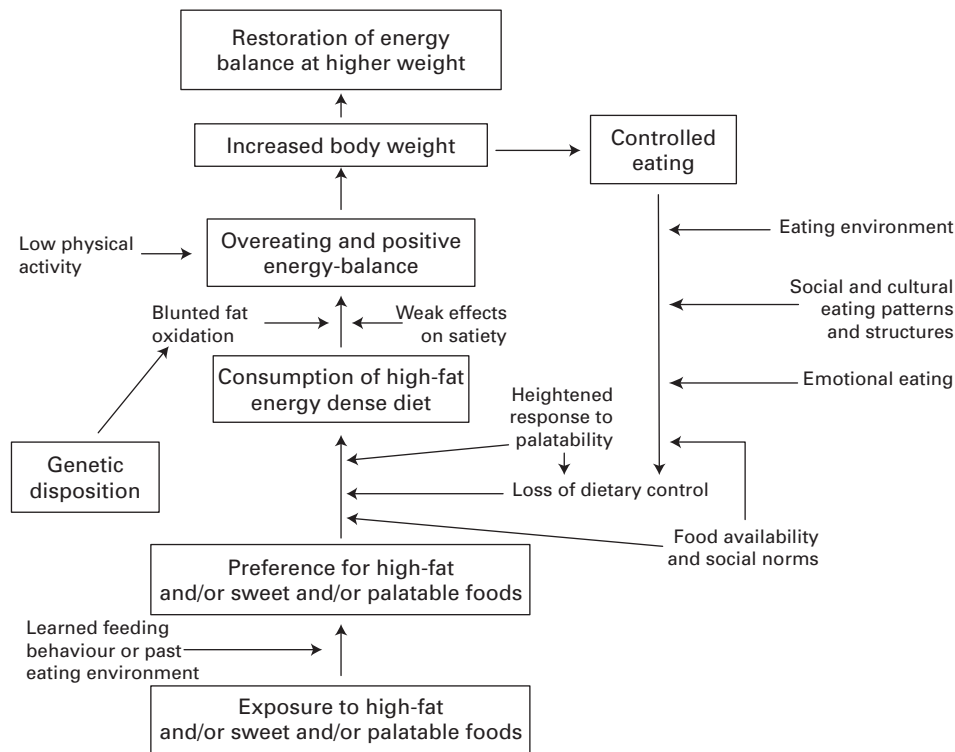 Restoration of energy
balance at higher weight
Increased body weight
Controlled
eating
Low physical
activity
Overeating and positive
energy-balance
Eating environment
Social and cultural
eating patterns
and structures
Blunted fat
oxidation
Weak effects
on satiety
Consumption of high-fat
energy dense diet
Emotional eating
Heightened
response to
palatability
Genetic
disposition
Loss of dietary control
Food availability
and social norms
Preference for high-fat
and/or sweet and/or palatable foods
Learned feeding
behaviour or past
eating environment
Exposure to high-fat
and/or sweet and/or palatable foods